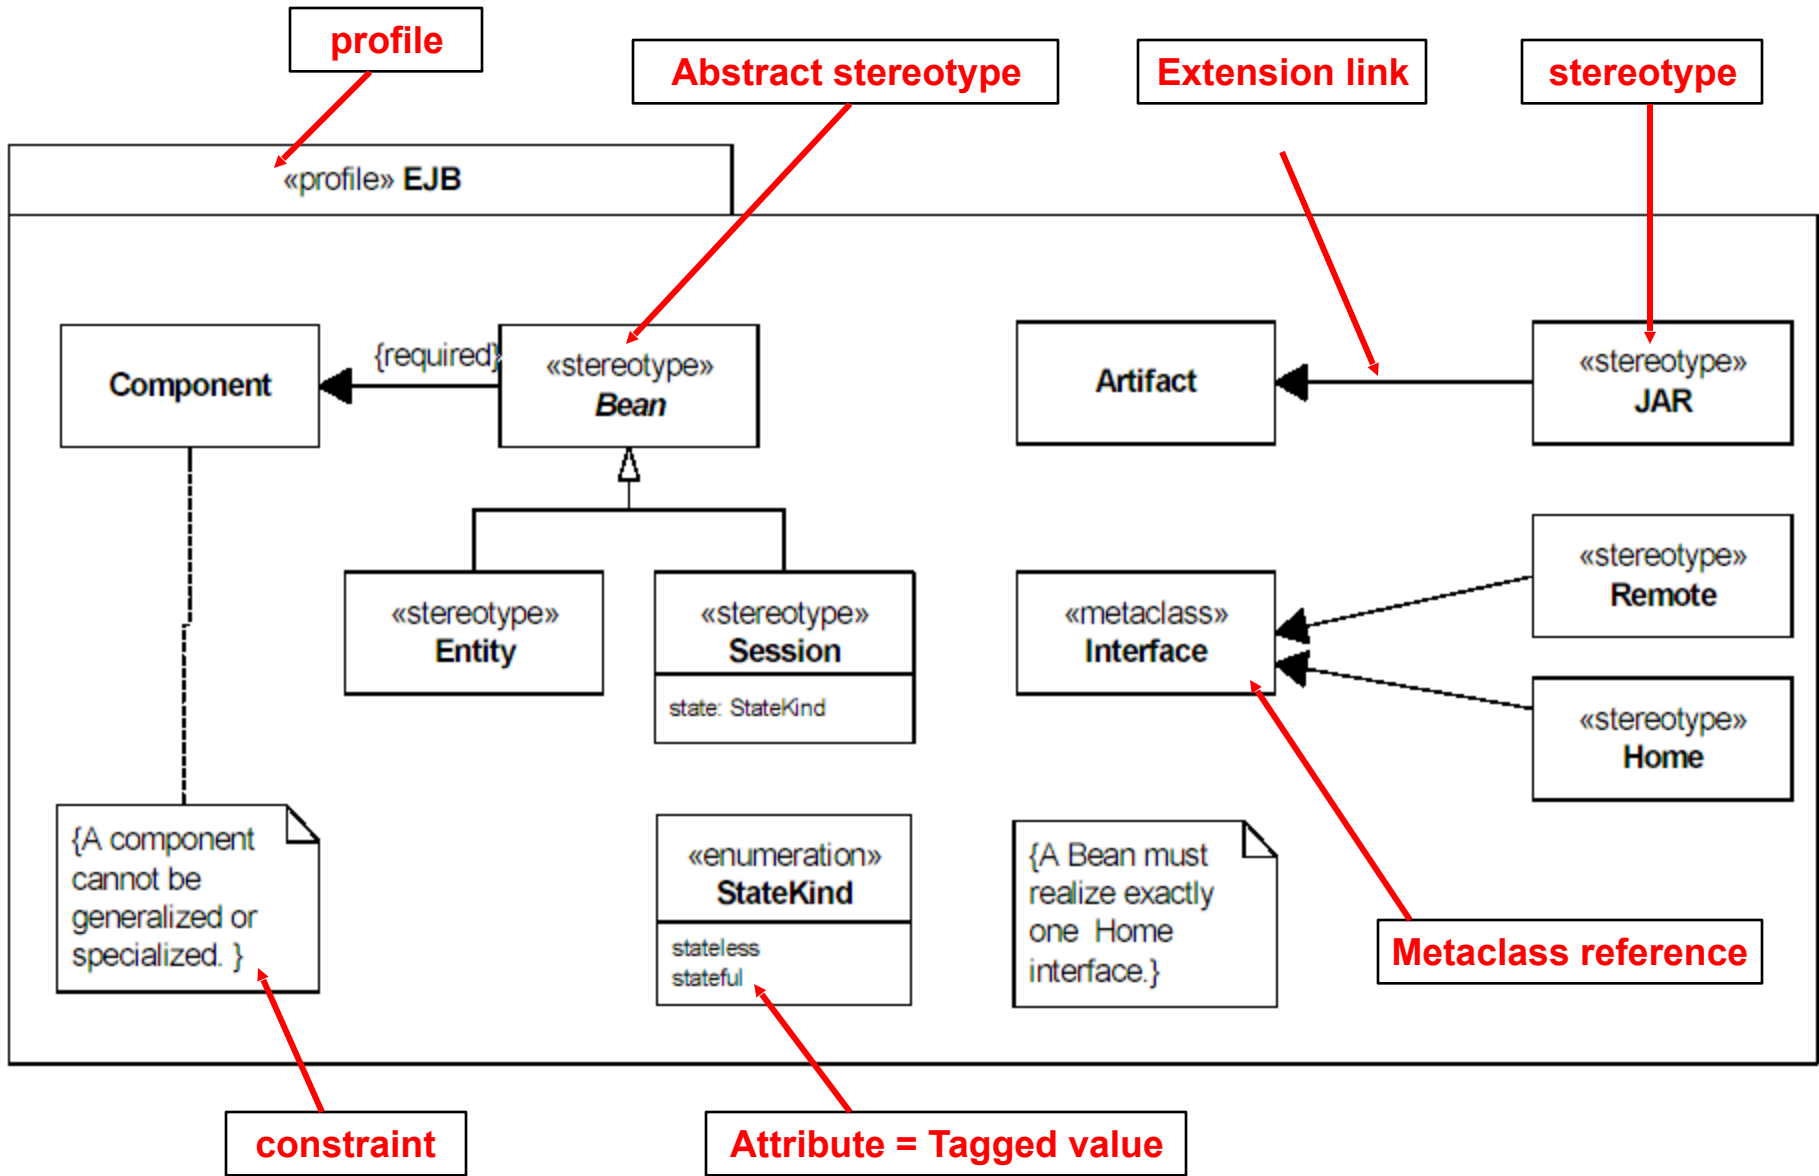 profile
Abstract stereotype
Extension link
stereotype
«profile» EJB
Component
{required}
«stereotype»
Bean
Artifact
«stereotype»
JAR
«stereotype»
Entity
«stereotype»
Session
state: StateKind
«metaclass»
Interface
«stereotype»
Remote
«stereotype»
Home
{A component
cannot be
generalized or
specialized. }
«enumeration»
StateKind
stateless
stateful
{A Bean must
realize exactly
one Home
interface.}
Metaclass reference
constraint
Attribute = Tagged value